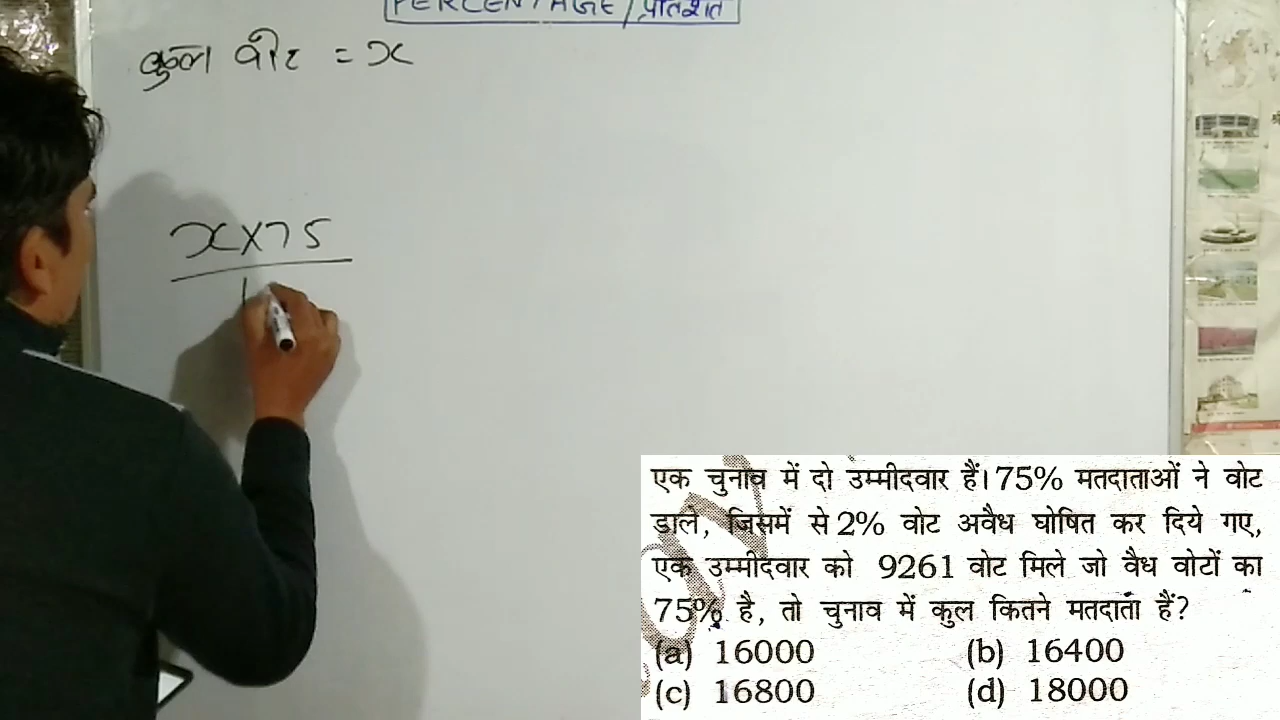 PERCENTAGE/प्रतिशत
कुल वोट = x
x×75
1
एक चुनाव में दो उम्मीदवार हैं। 75% मतदाताओं ने वोट
डाले, जिसमें से 2% वोट अवैध घोषित कर दिये गए,
एक उम्मीदवार को 9261 वोट मिले जो वैध वोटों का
75% है, तो चुनाव में कुल कितने मतदाता हैं?
(a) 16000 (b) 16400
(c) 16800 (d) 18000